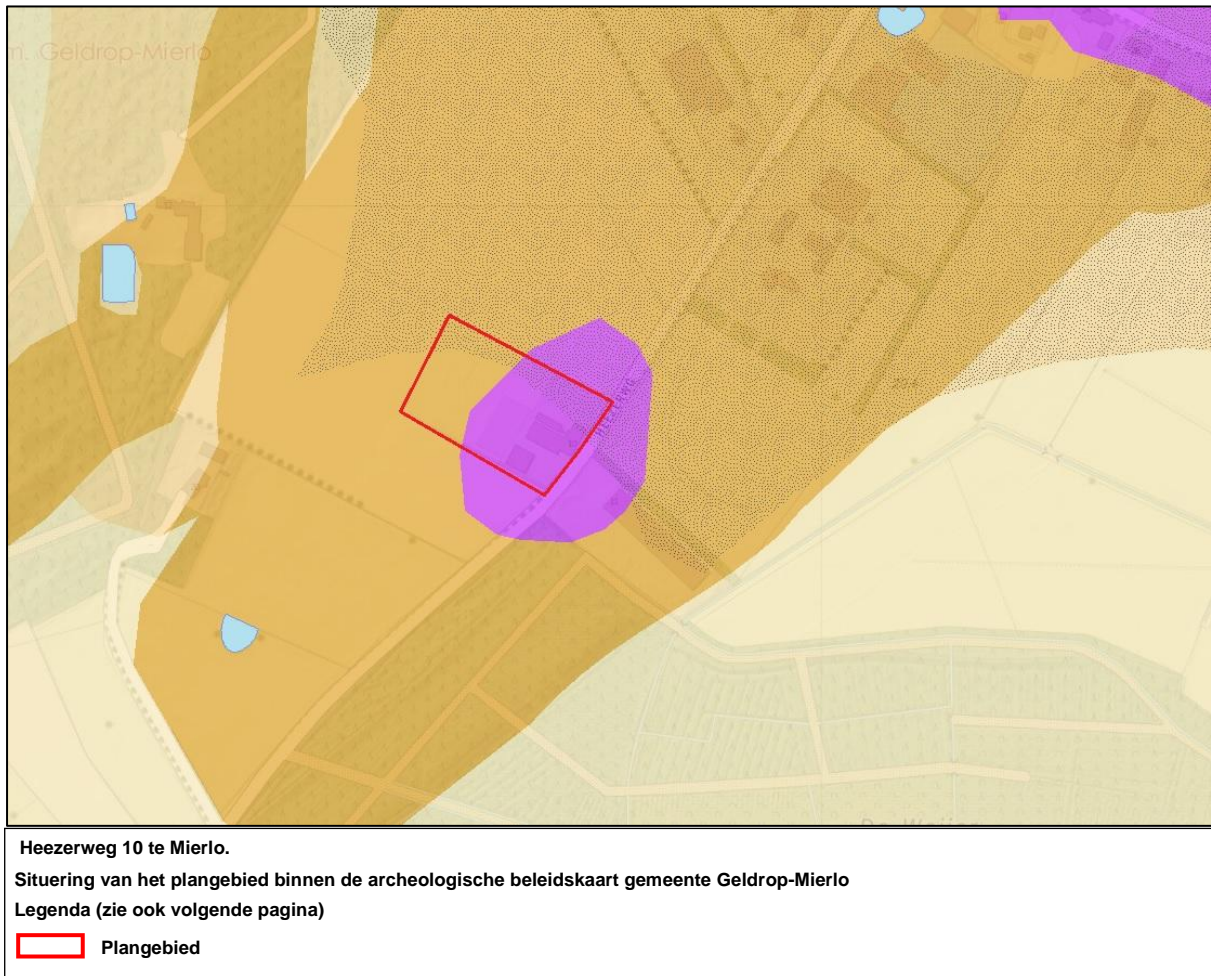 m. Geldrop-Mierlo
Heezerweg 10 te Mierlo.
Situering van het plangebied binnen de archeologische beleidskaart gemeente Geldrop-Mierlo
Legenda (zie ook volgende pagina)
Plangebied